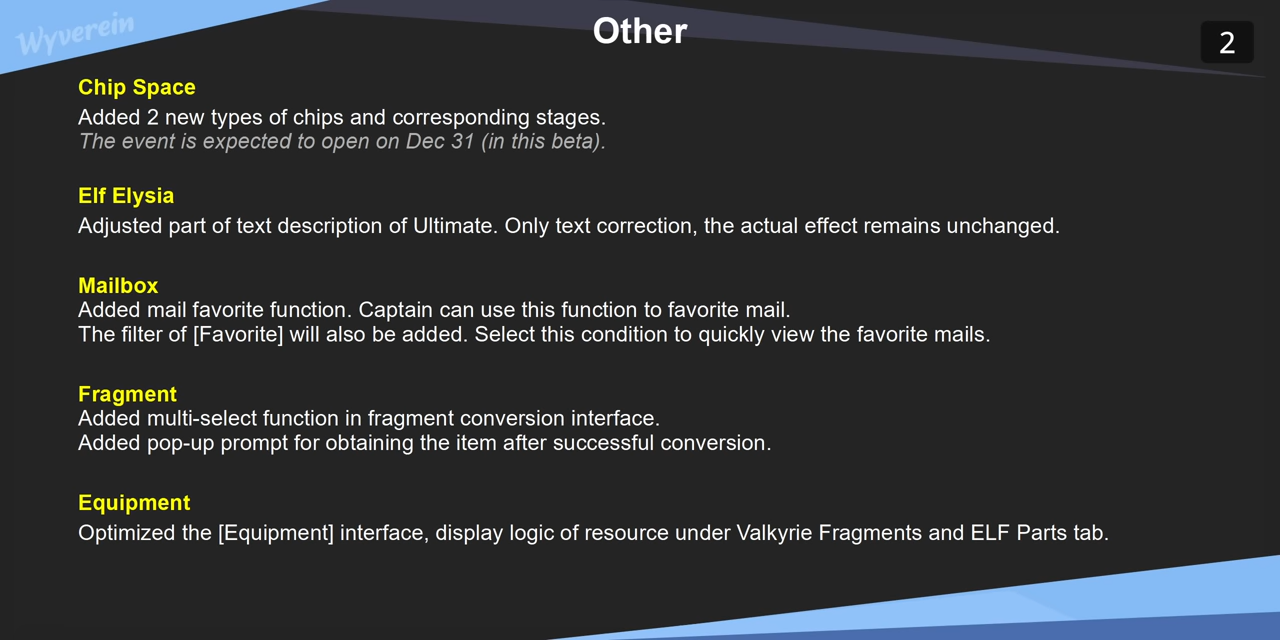 Wyverein
Other
2
Chip Space
Added 2 new types of chips and corresponding stages.
The event is expected to open on Dec 31 (in this beta).
Elf Elysia
Adjusted part of text description of Ultimate. Only text correction, the actual effect remains unchanged.
Mailbox
Added mail favorite function. Captain can use this function to favorite mail.
The filter of [Favorite] will also be added. Select this condition to quickly view the favorite mails.
Fragment
Added multi-select function in fragment conversion interface.
Added pop-up prompt for obtaining the item after successful conversion.
Equipment
Optimized the [Equipment] interface, display logic of resource under Valkyrie Fragments and ELF Parts tab.